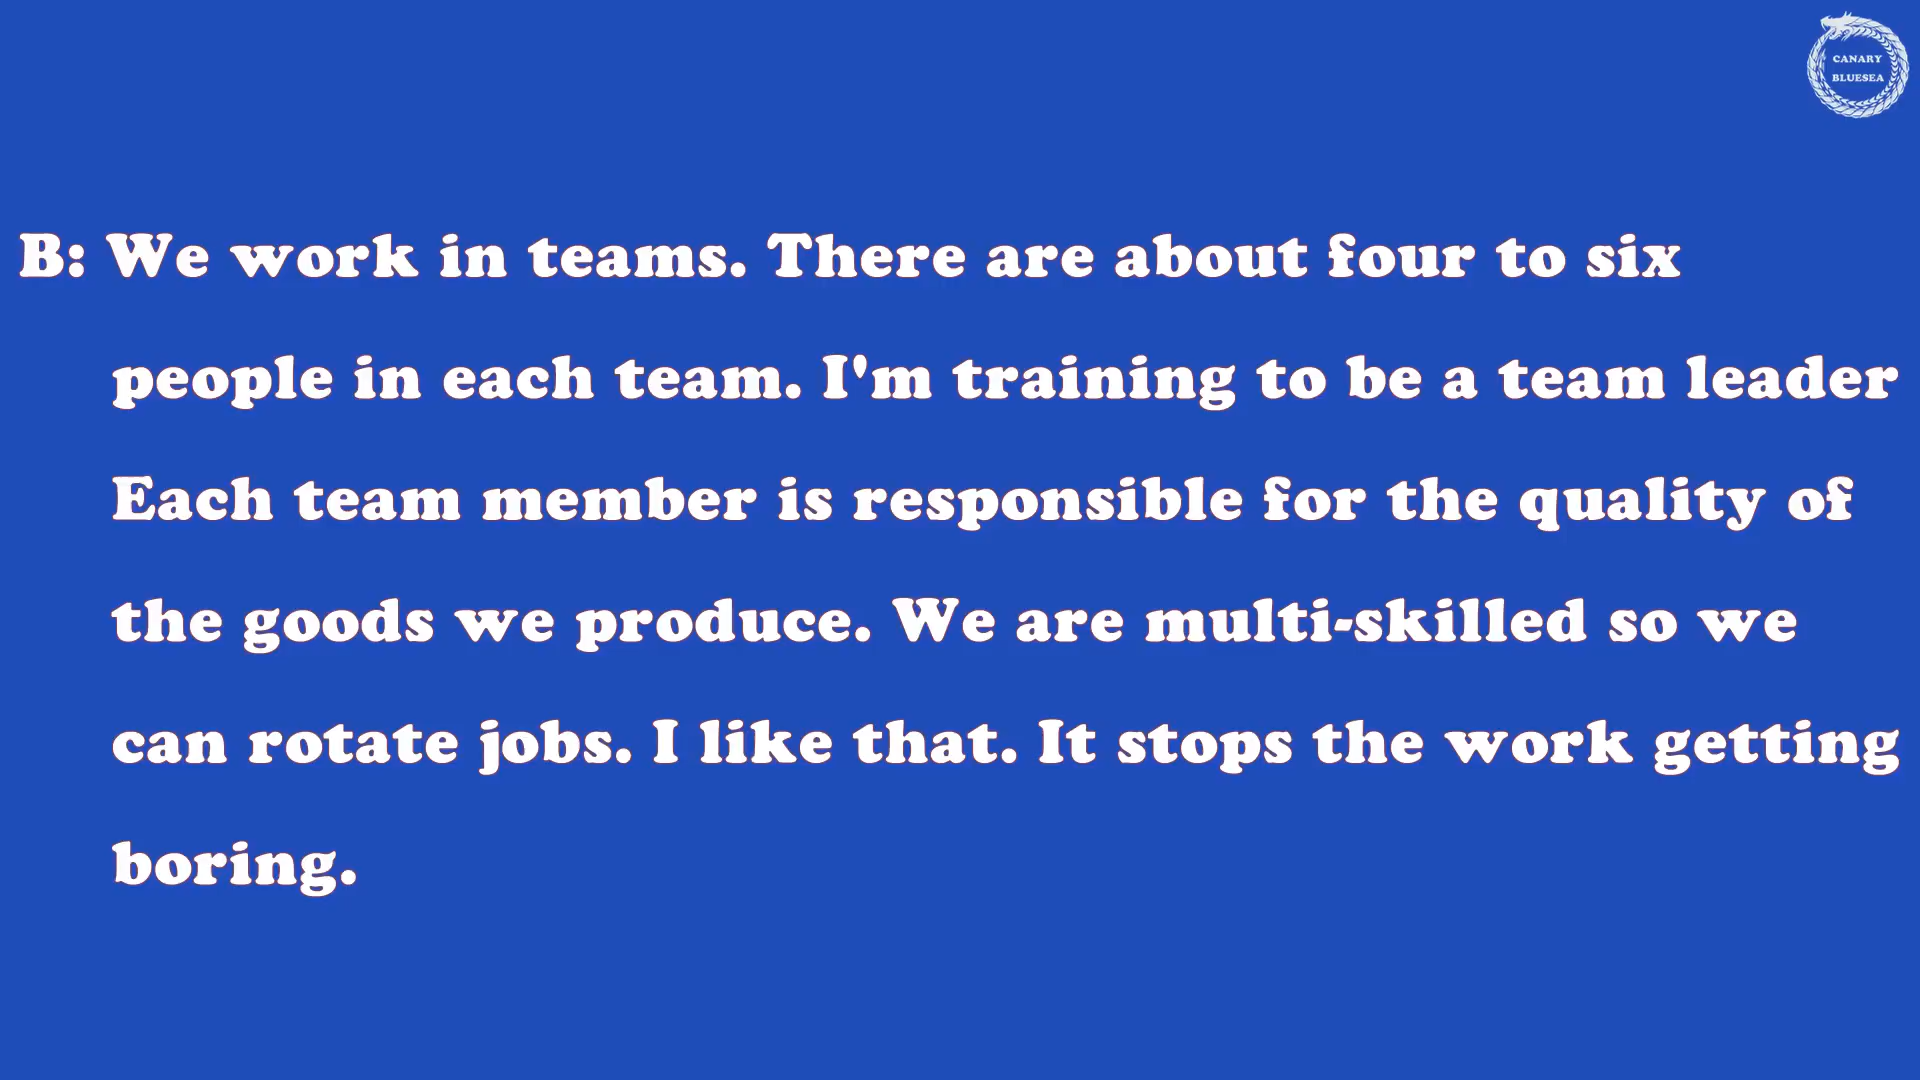 CANARY
BLUESEA
B: We work in teams. There are about four to six
people in each team. I'm training to be a team leader
Each team member is responsible for the quality of
the goods we produce. We are multi-skilled so we
can rotate jobs. I like that. It stops the work getting
boring.